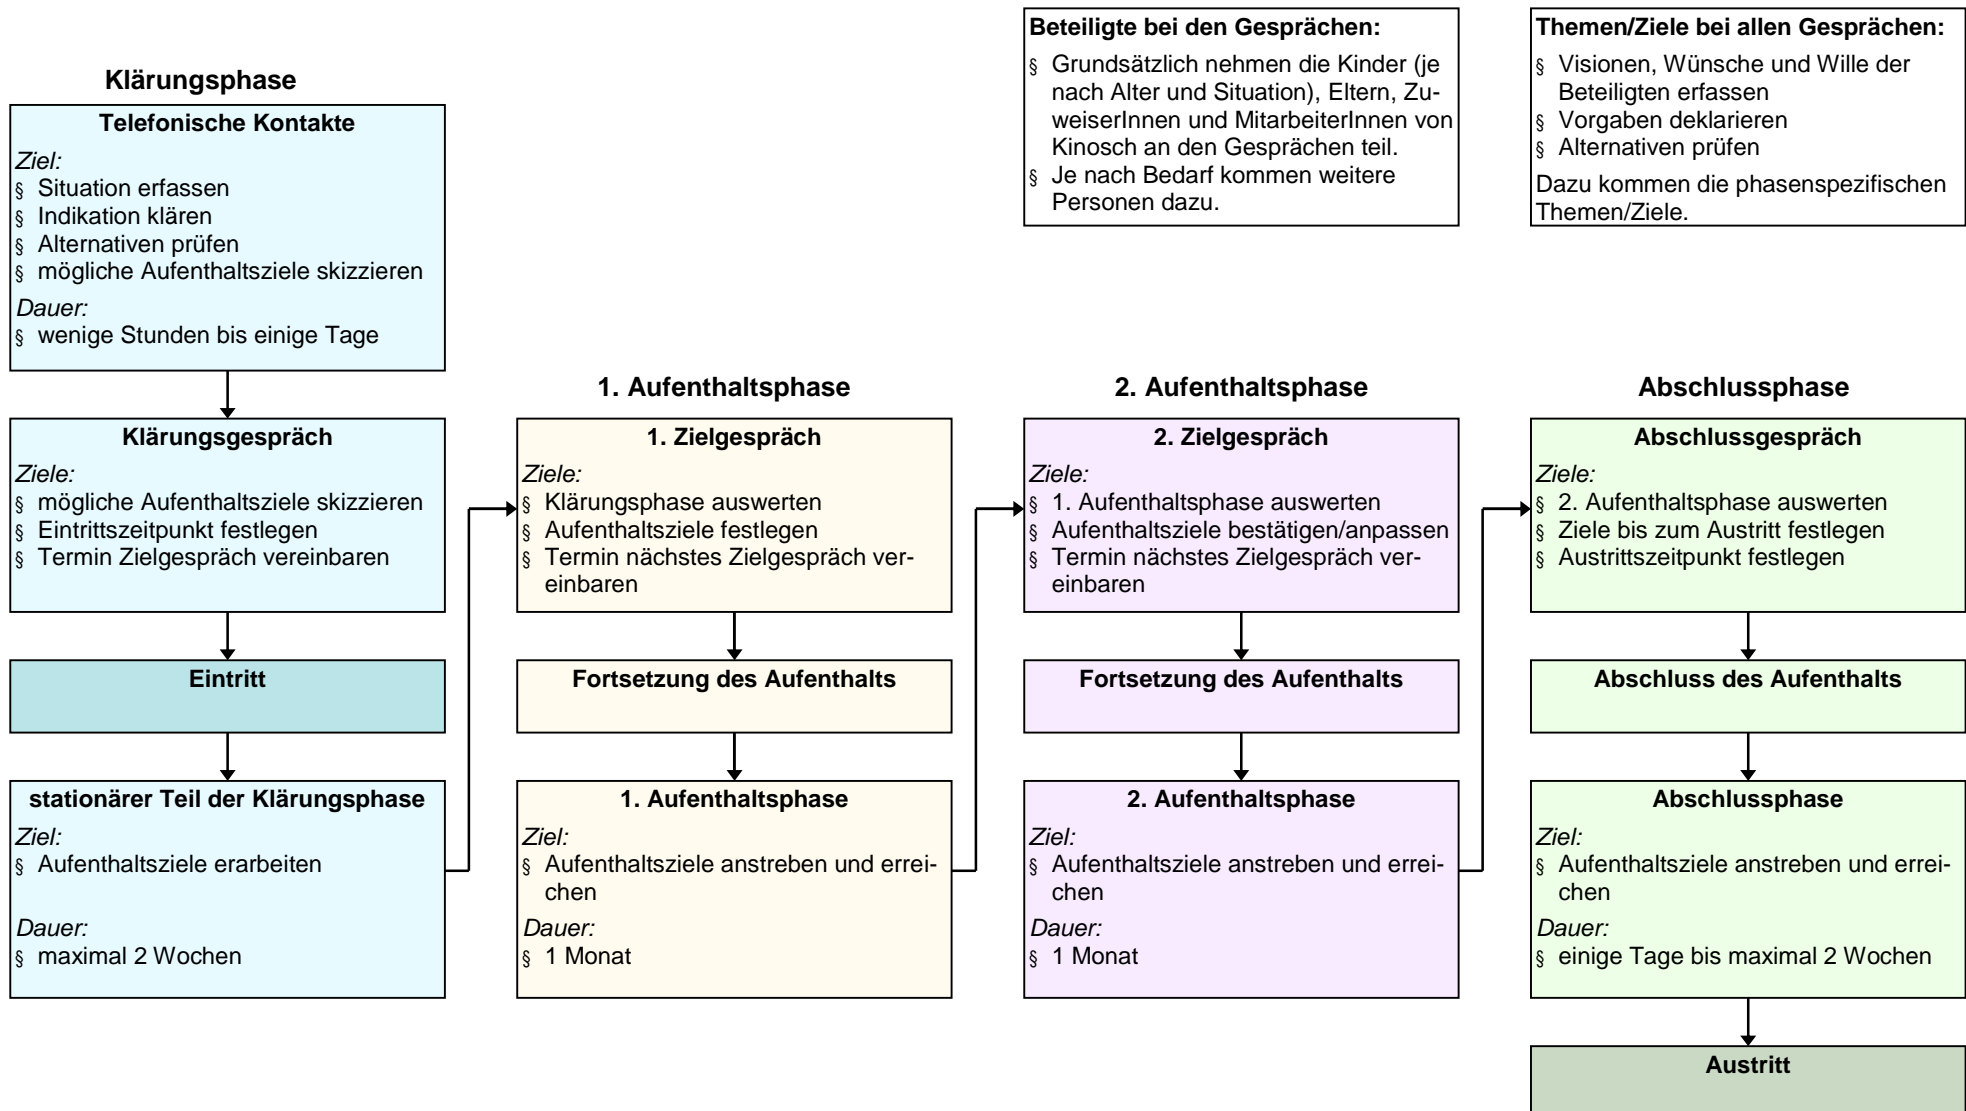 Beteiligte bei den Gesprächen:
§ Grundsätzlich nehmen die Kinder (je
nach Alter und Situation), Eltern, Zu-
weiserInnen und MitarbeiterInnen von
Kinosch an den Gesprächen teil.
§ Je nach Bedarf kommen weitere
Personen dazu.
Themen/Ziele bei allen Gesprächen:
§ Visionen, Wünsche und Wille der
Beteiligten erfassen
§ Vorgaben deklarieren
§ Alternativen prüfen
Dazu kommen die phasenspezifischen
Themen/Ziele.
Klärungsphase
Telefonische Kontakte
Ziel:
§ Situation erfassen
§ Indikation klären
§ Alternativen prüfen
§ mögliche Aufenthaltsziele skizzieren
Dauer:
§ wenige Stunden bis einige Tage
Klärungsgespräch
Ziele:
§ mögliche Aufenthaltsziele skizzieren
§ Eintrittszeitpunkt festlegen
§ Termin Zielgespräch vereinbaren
Eintritt
stationärer Teil der Klärungsphase
Ziel:
§ Aufenthaltsziele erarbeiten
Dauer:
§ maximal 2 Wochen
1. Aufenthaltsphase
1. Zielgespräch
Ziele:
§ Klärungsphase auswerten
§ Aufenthaltsziele festlegen
§ Termin nächstes Zielgespräch ver-
einbaren
Fortsetzung des Aufenthalts
1. Aufenthaltsphase
Ziel:
§ Aufenthaltsziele anstreben und errei-
chen
Dauer:
§ 1 Monat
2. Aufenthaltsphase
2. Zielgespräch
Ziele:
§ 1. Aufenthaltsphase auswerten
§ Aufenthaltsziele bestätigen/anpassen
§ Termin nächstes Zielgespräch ver-
einbaren
Fortsetzung des Aufenthalts
2. Aufenthaltsphase
Ziel:
§ Aufenthaltsziele anstreben und errei-
chen
Dauer:
§ 1 Monat
Abschlussphase
Abschlussgespräch
Ziele:
§ 2. Aufenthaltsphase auswerten
§ Ziele bis zum Austritt festlegen
§ Austrittszeitpunkt festlegen
Abschluss des Aufenthalts
Abschlussphase
Ziel:
§ Aufenthaltsziele anstreben und errei-
chen
Dauer:
§ einige Tage bis maximal 2 Wochen
Austritt